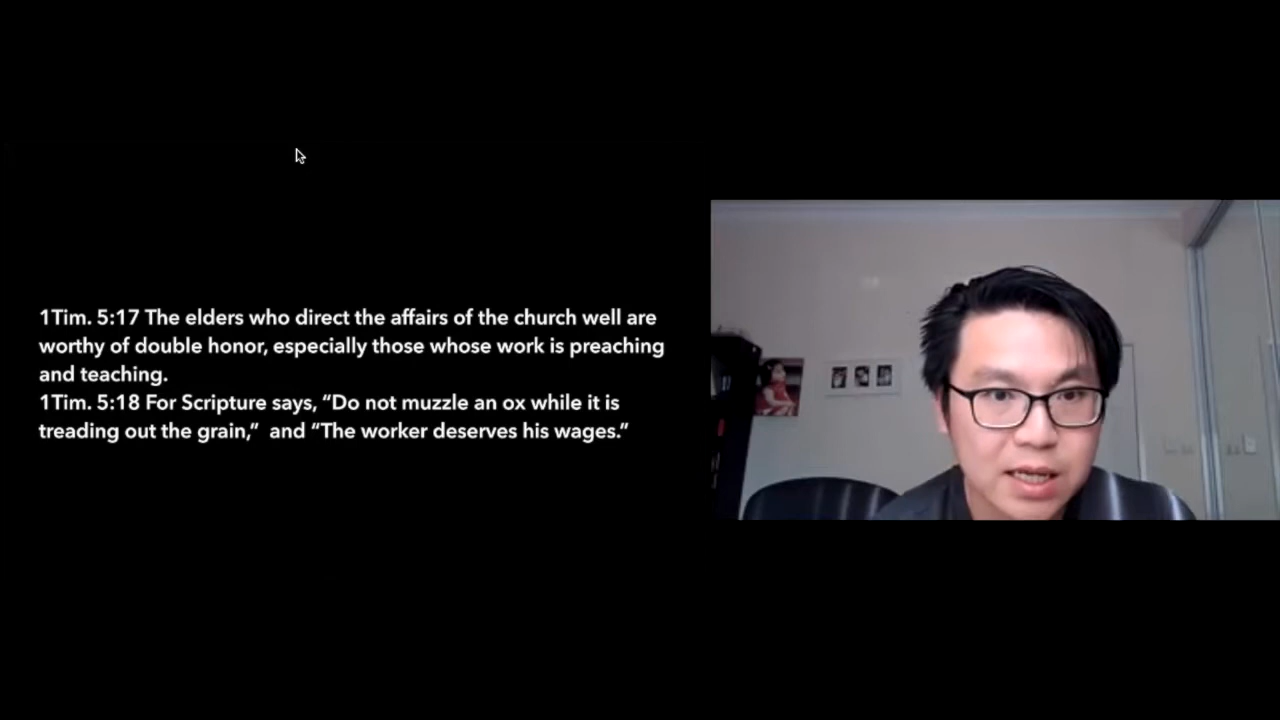 1Tim. 5:17 The elders who direct the affairs of the church well are
worthy of double honor, especially those whose work is preaching
and teaching.
1Tim. 5:18 For Scripture says, “Do not muzzle an ox while it is
treading out the grain,”  and “The worker deserves his wages.”